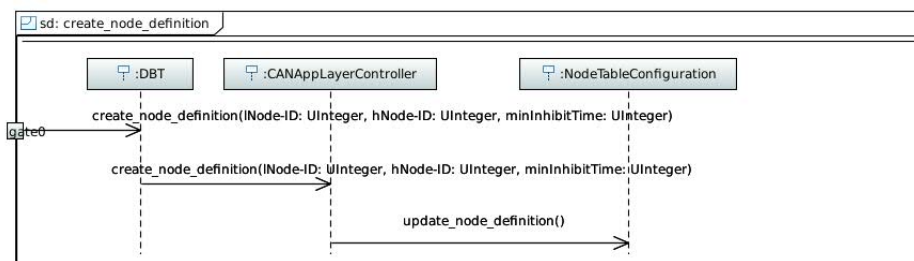 sd: create_node_definition
:DBT
:CANAppLayerController
:NodeTableConfiguration
create_node_definition(lNode-ID: UInteger, hNode-ID: UInteger, minInhibitTime: UInteger)
gate0
create_node_definition(lNode-ID: UInteger, hNode-ID: UInteger, minInhibitTime: UInteger)
update_node_definition()